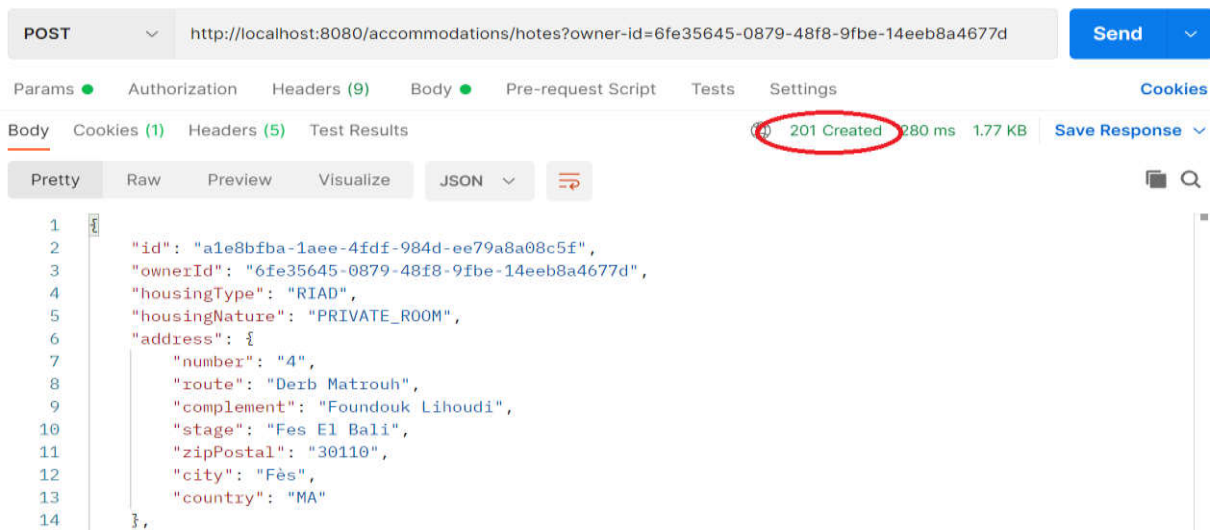 POST http://localhost:8080/accommodations/hotes?owner-id=6fe35645-0879-48f8-9fbe-14eeb8a4677d Send
Params Authorization Headers (9) Body Pre-request Script Tests Settings Cookies
Body Cookies (1) Headers (5) Test Results 201 Created 280 ms 1.77 KB Save Response
Pretty Raw Preview Visualize JSON
1 {
2 "id": "a1e8bfba-1aee-4fdf-984d-ee79a8a08c5f",
3 "ownerId": "6fe35645-0879-48f8-9fbe-14eeb8a4677d",
4 "housingType": "RIAD",
5 "housingNature": "PRIVATE_ROOM",
6 "address": {
7 "number": "4",
8 "route": "Derb Matrouh",
9 "complement": "Foundouk Lihoudi",
10 "stage": "Fes El Bali",
11 "zipPostal": "30110",
12 "city": "Fès",
13 "country": "MA"
14 },